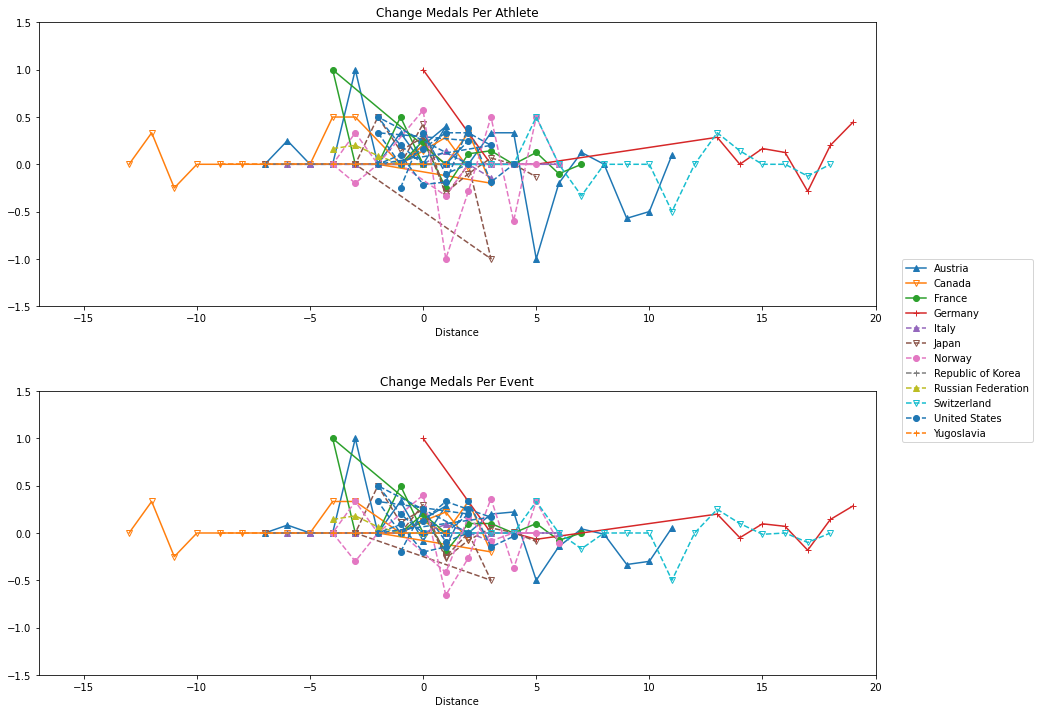 Change Medals Per Athlete
1.5
1.0
0.5
0.0
−0.5
−1.0
−1.5
−15 −10 −5 0 5 10 15 20
Distance
Austria
Canada
France
Germany
Italy
Japan
Norway
Republic of Korea
Russian Federation
Switzerland
United States
Yugoslavia
Change Medals Per Event
1.5
1.0
0.5
0.0
−0.5
−1.0
−1.5
−15 −10 −5 0 5 10 15 20
Distance